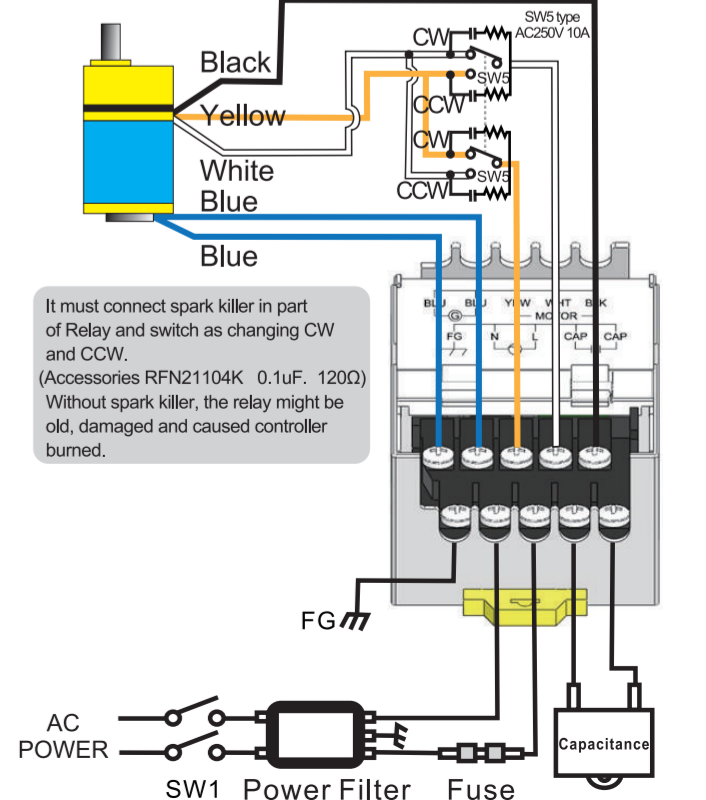 SW5 type
AC250V 10A
CW
Black
SW5
CCW
Yellow
CW
White
SW5
CCW
Blue
Blue
BLU BLU YEW WHT BLK
G MOTOR
FG N L CAP CAP
It must connect spark killer in part
of Relay and switch as changing CW
and CCW.
(Accessories RFN21104K 0.1uF. 120Ω)
Without spark killer, the relay might be
old, damaged and caused controller
burned.
FG
AC
POWER
Capacitance
SW1 Power Filter Fuse